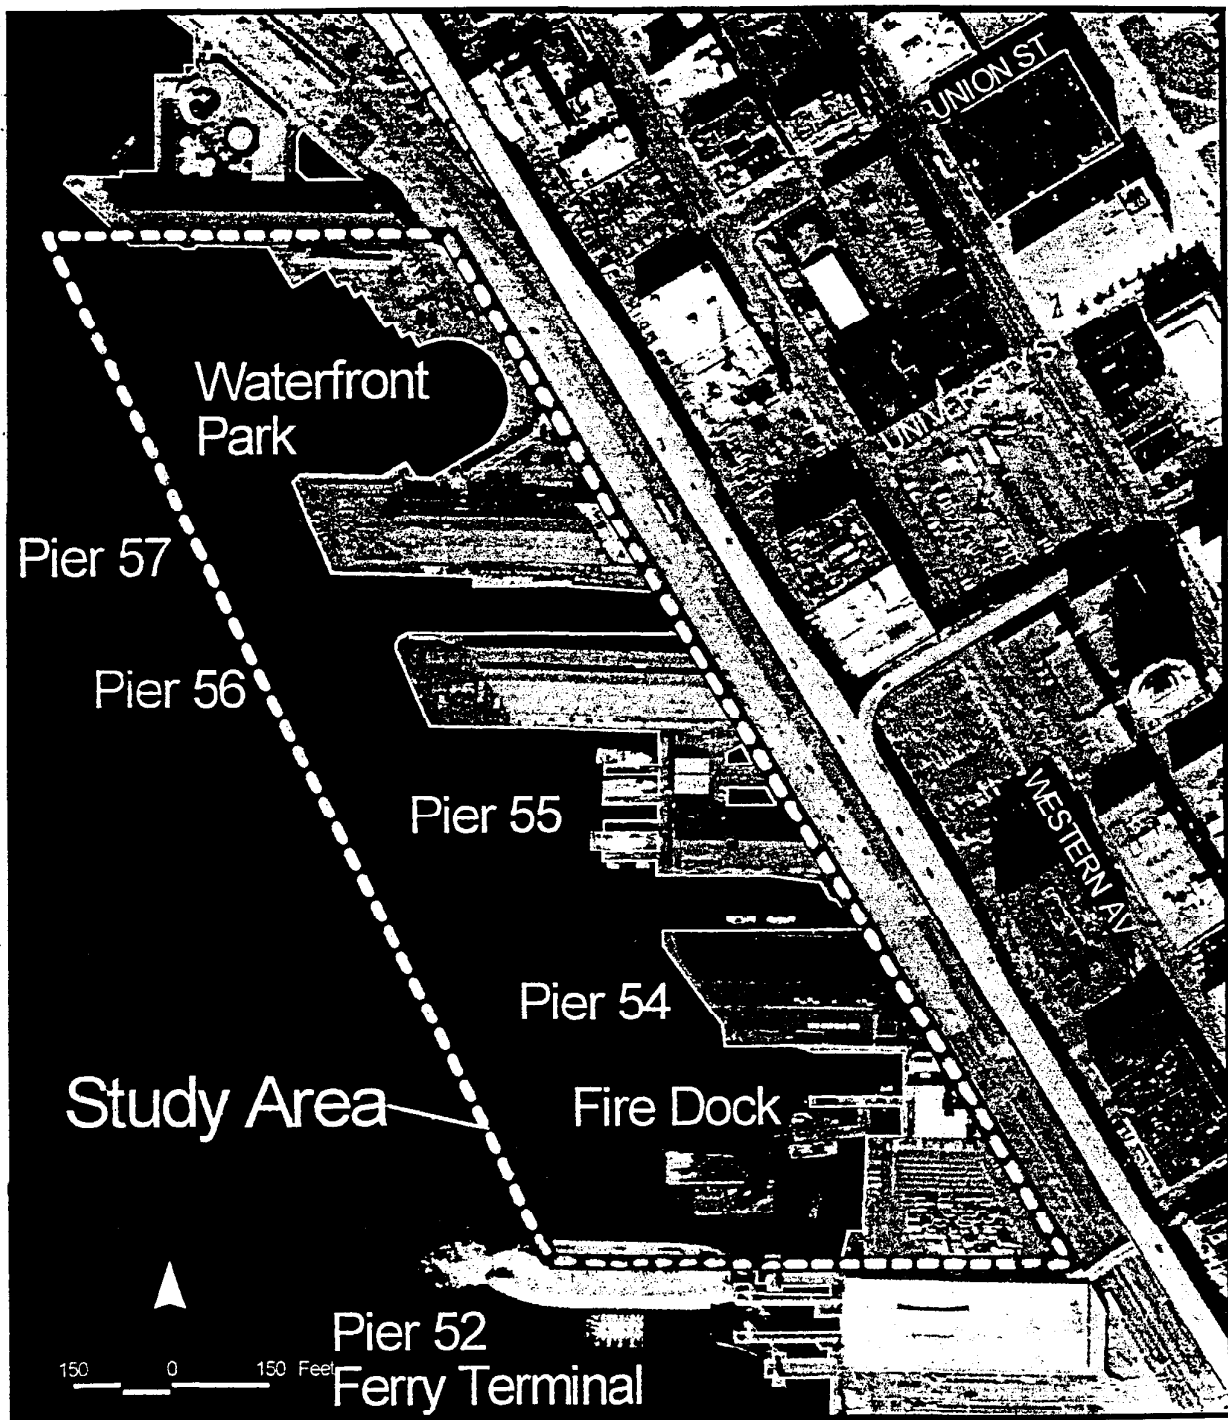 UNION ST
UNIVERSITY ST
Waterfront
Park
Pier 57
Pier 56
Pier 55
WESTERN AV
Pier 54
Study Area
Fire Dock
Pier 52
Ferry Terminal
150 0 150 Feet